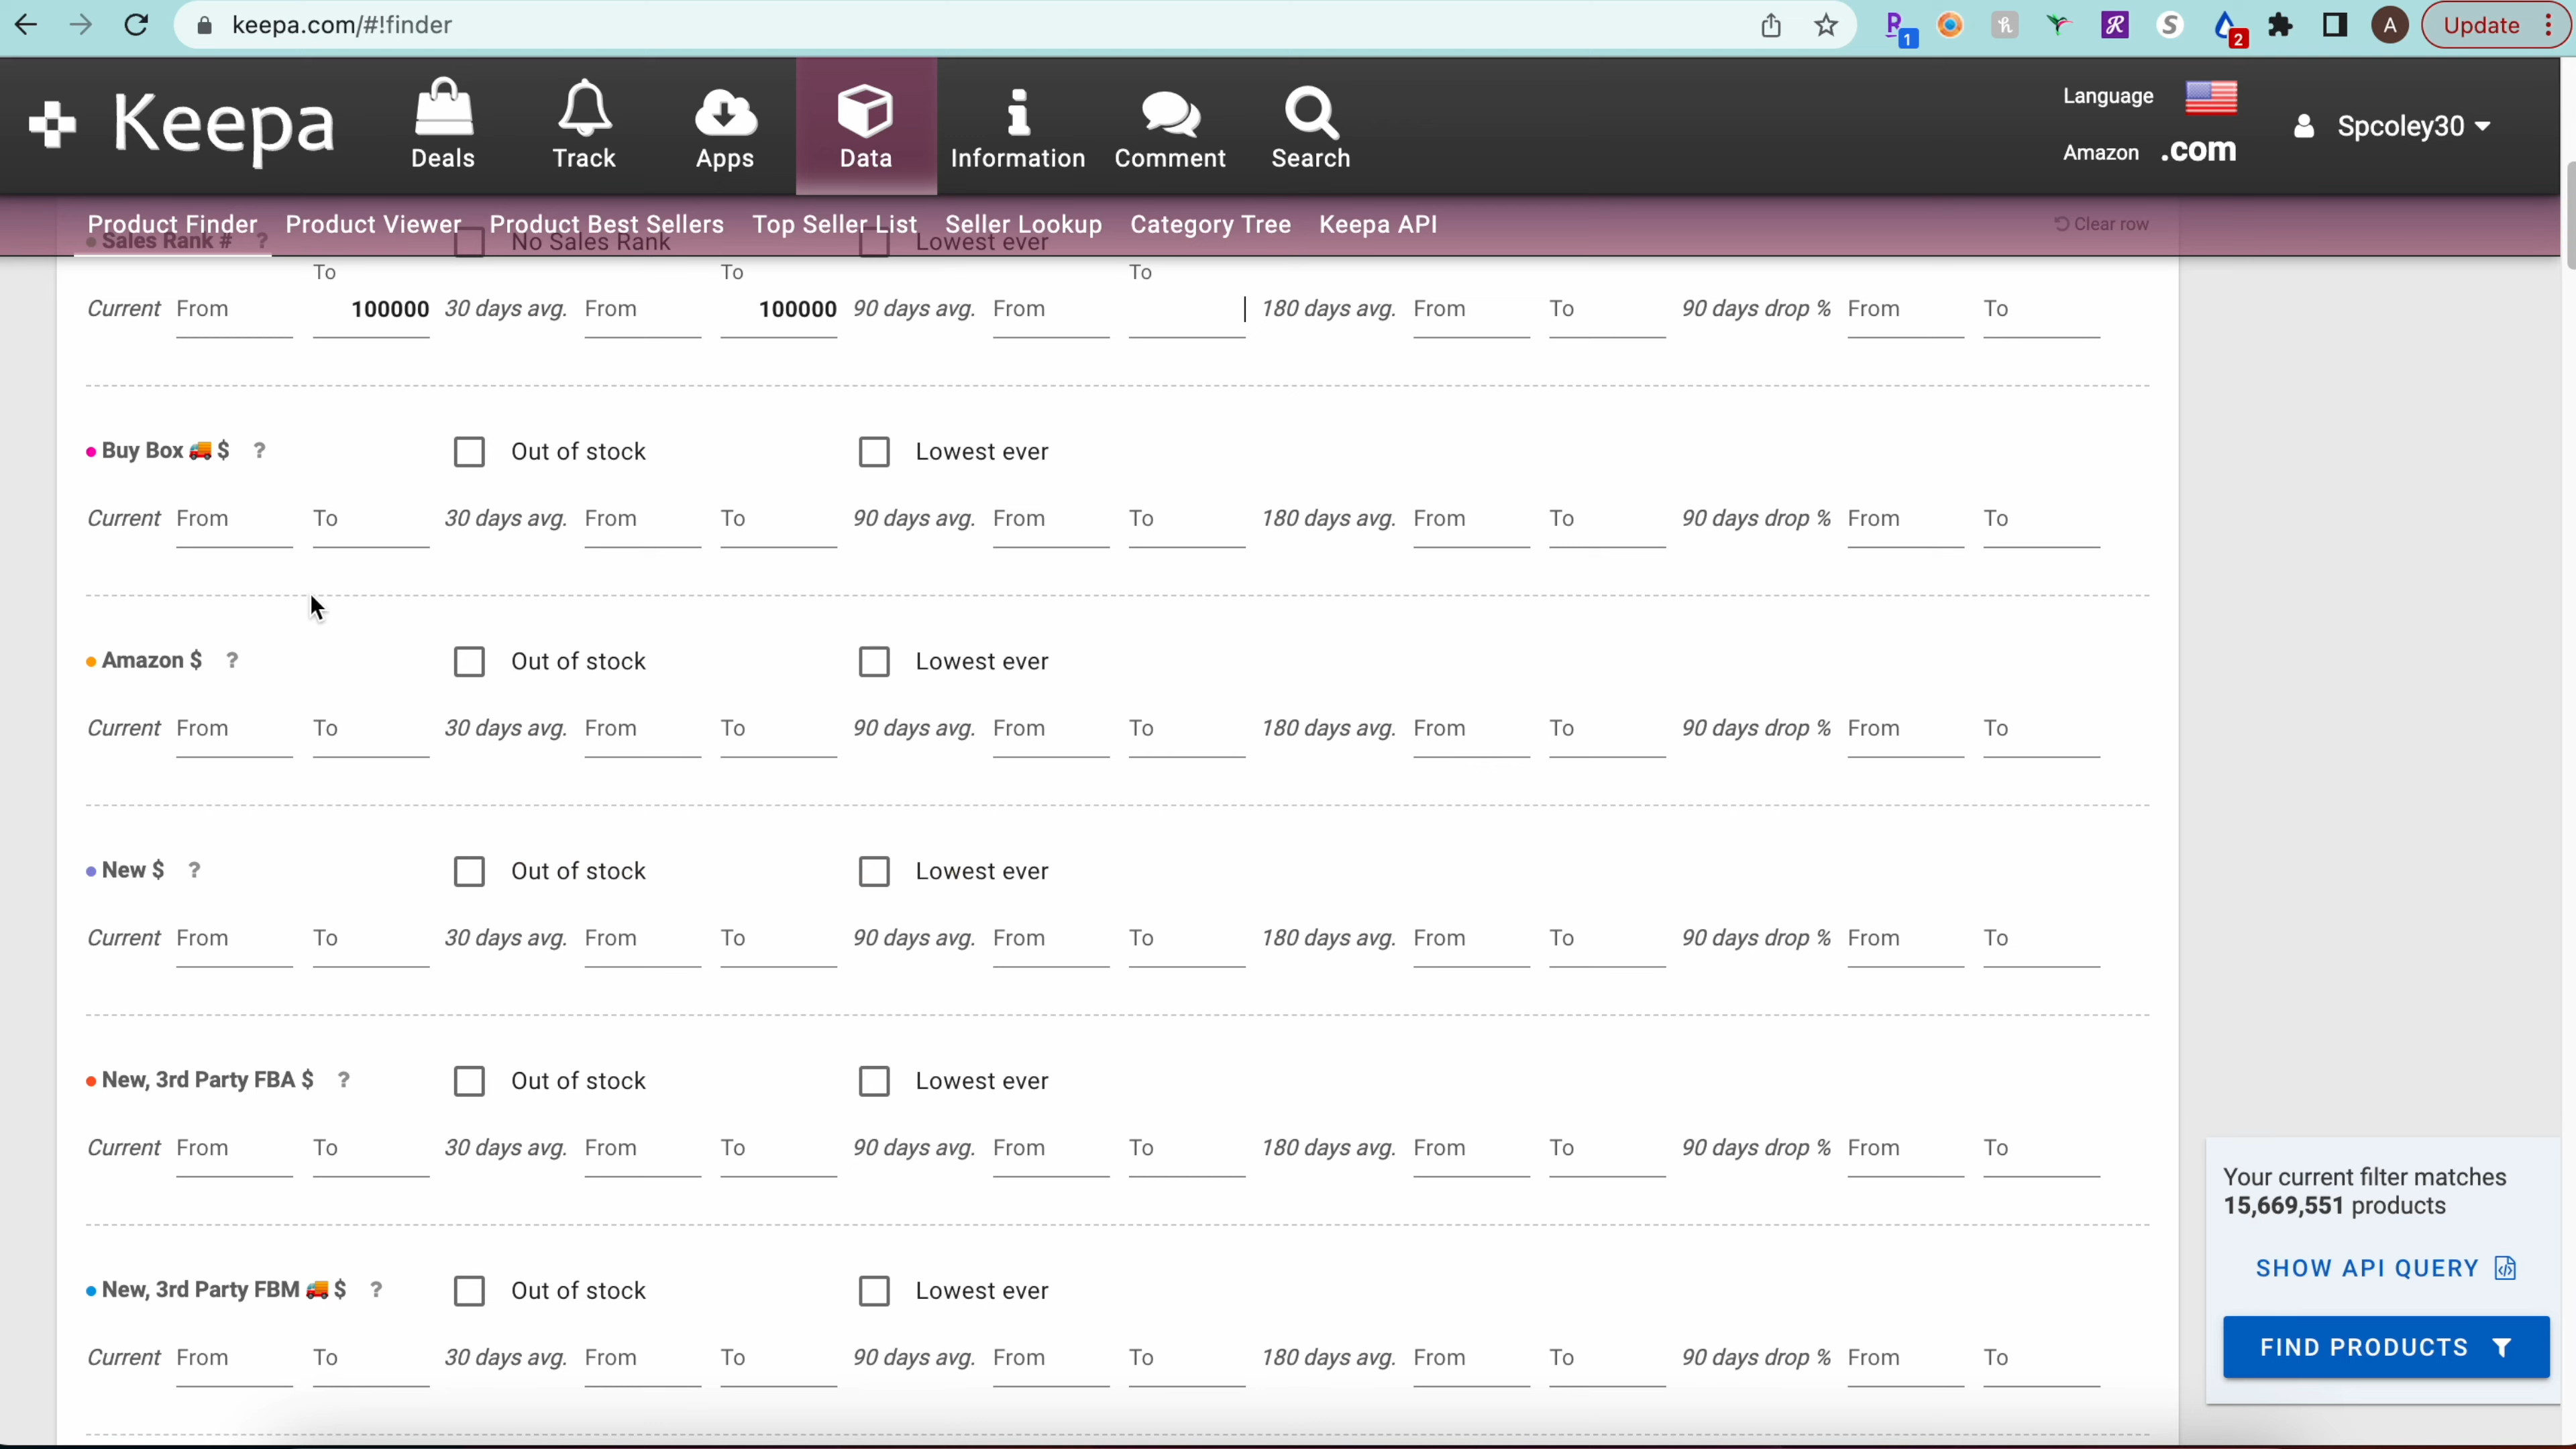 keepa.com/#!finder
1
2
A
Update
Keepa
Deals Track Apps Data Information Comment Search
Language
Amazon .com
Spcoley30
Product Finder Product Viewer Product Best Sellers Top Seller List Seller Lookup Category Tree Keepa API
Clear row
Sales Rank # ? No Sales Rank Lowest ever
Current From To 100000 30 days avg. From To 100000 90 days avg. From To 180 days avg. From To 90 days drop % From To
Buy Box 🚚 $ ? Out of stock Lowest ever
Current From To 30 days avg. From To 90 days avg. From To 180 days avg. From To 90 days drop % From To
Amazon $ ? Out of stock Lowest ever
Current From To 30 days avg. From To 90 days avg. From To 180 days avg. From To 90 days drop % From To
New $ ? Out of stock Lowest ever
Current From To 30 days avg. From To 90 days avg. From To 180 days avg. From To 90 days drop % From To
New, 3rd Party FBA $ ? Out of stock Lowest ever
Current From To 30 days avg. From To 90 days avg. From To 180 days avg. From To 90 days drop % From To
New, 3rd Party FBM 🚚 $ ? Out of stock Lowest ever
Current From To 30 days avg. From To 90 days avg. From To 180 days avg. From To 90 days drop % From To
Your current filter matches
15,669,551 products
SHOW API QUERY
FIND PRODUCTS